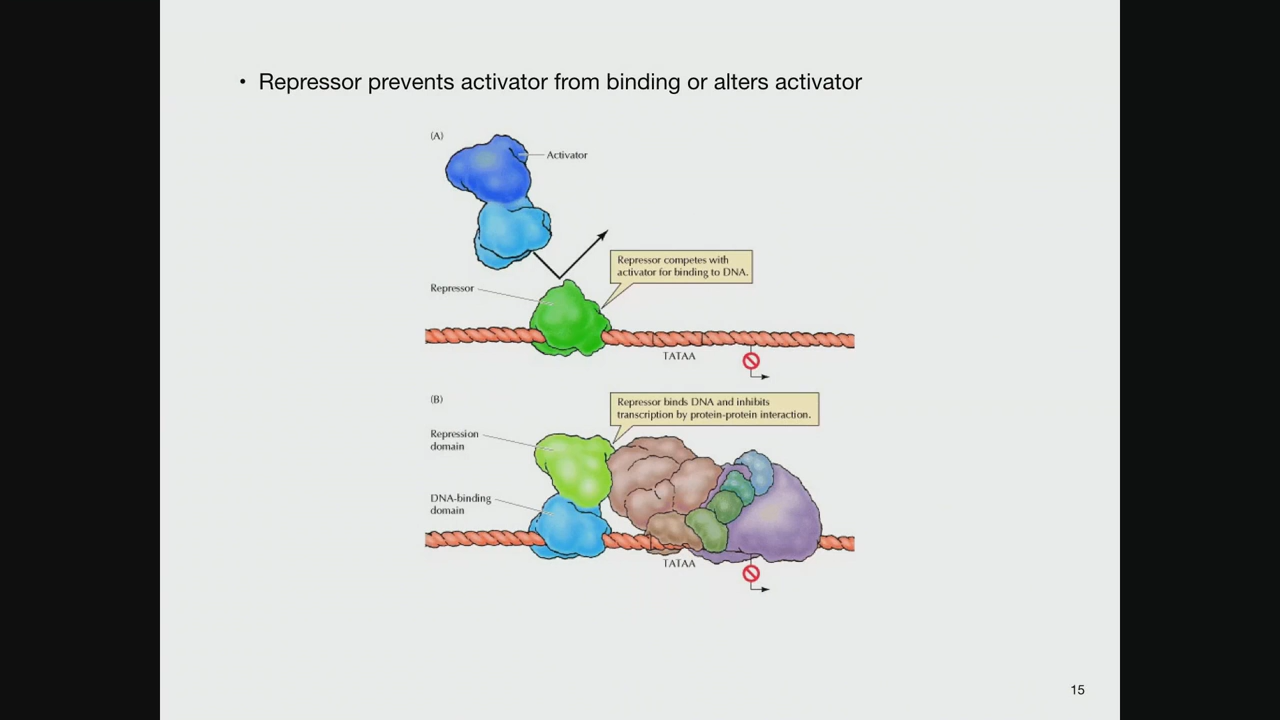 • Repressor prevents activator from binding or alters activator
(A)
Activator
Repressor competes with
activator for binding to DNA.
Repressor
TATAA
(B)
Repressor binds DNA and inhibits
transcription by protein-protein interaction.
Repression
domain
DNA-binding
domain
TATAA
15